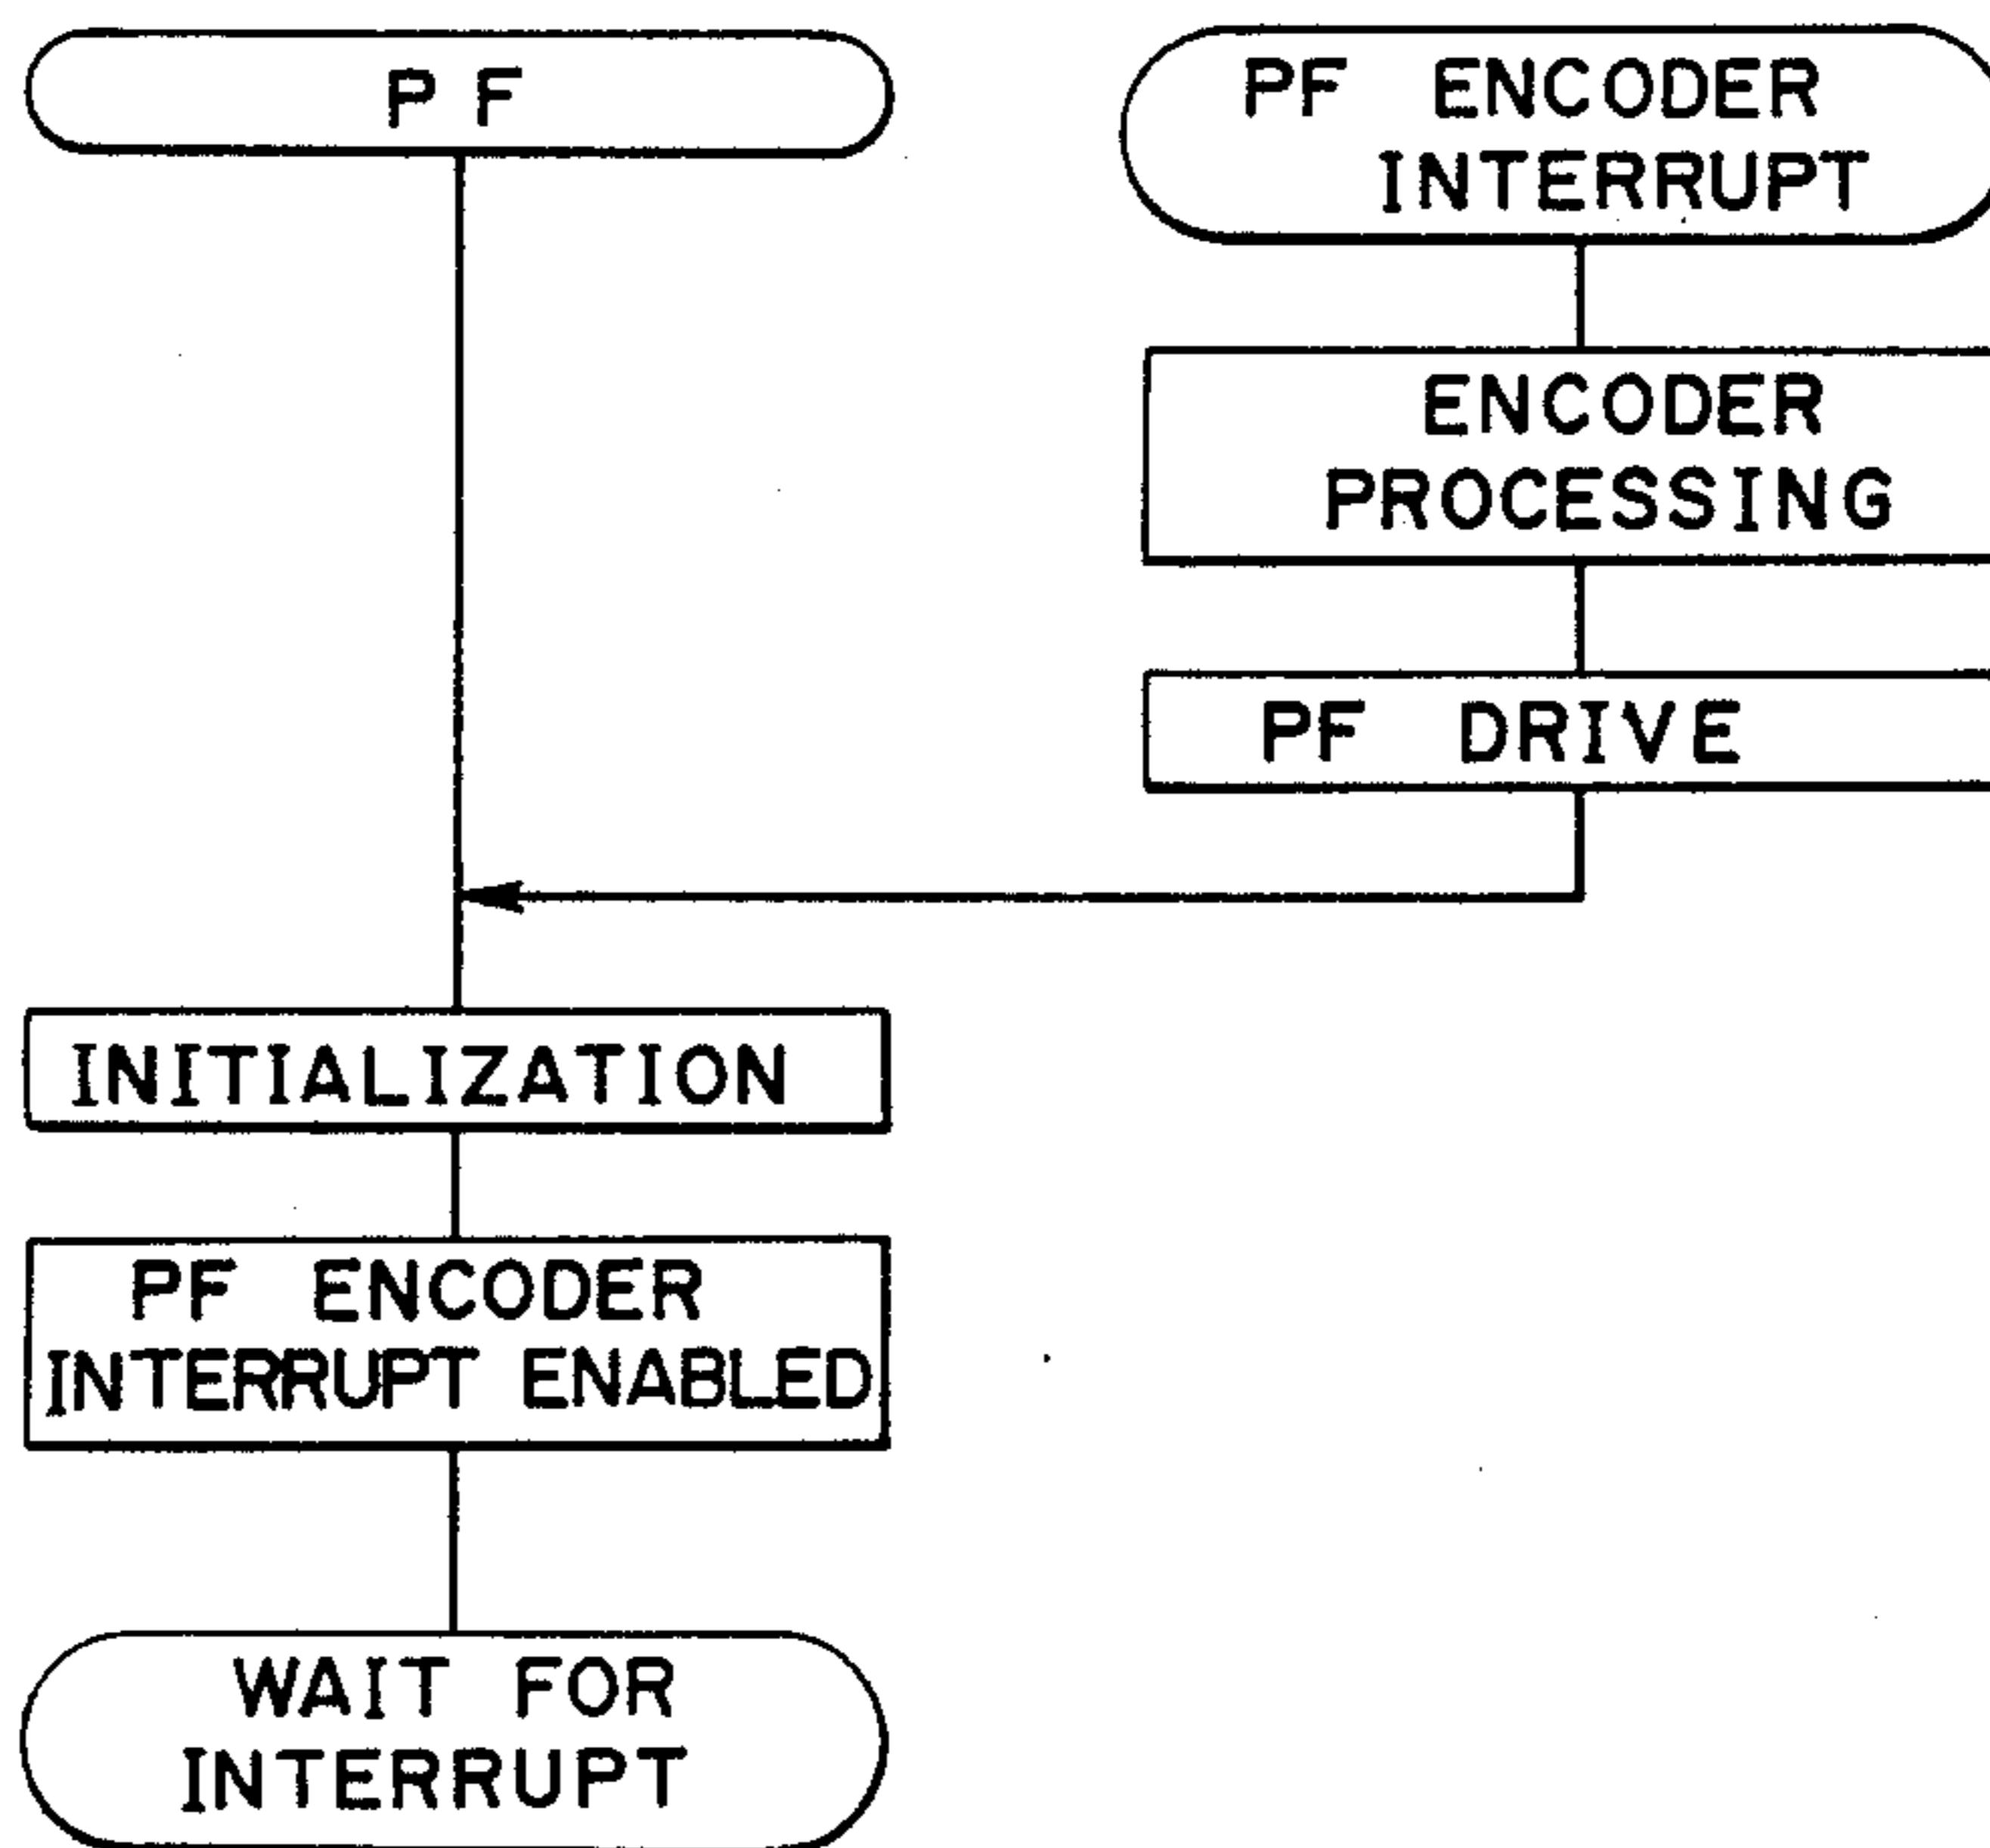 P F
PF ENCODER
INTERRUPT
ENCODER
PROCESSING
PF DRIVE
INITIALIZATION
PF ENCODER
INTERRUPT ENABLED
WAIT FOR
INTERRUPT